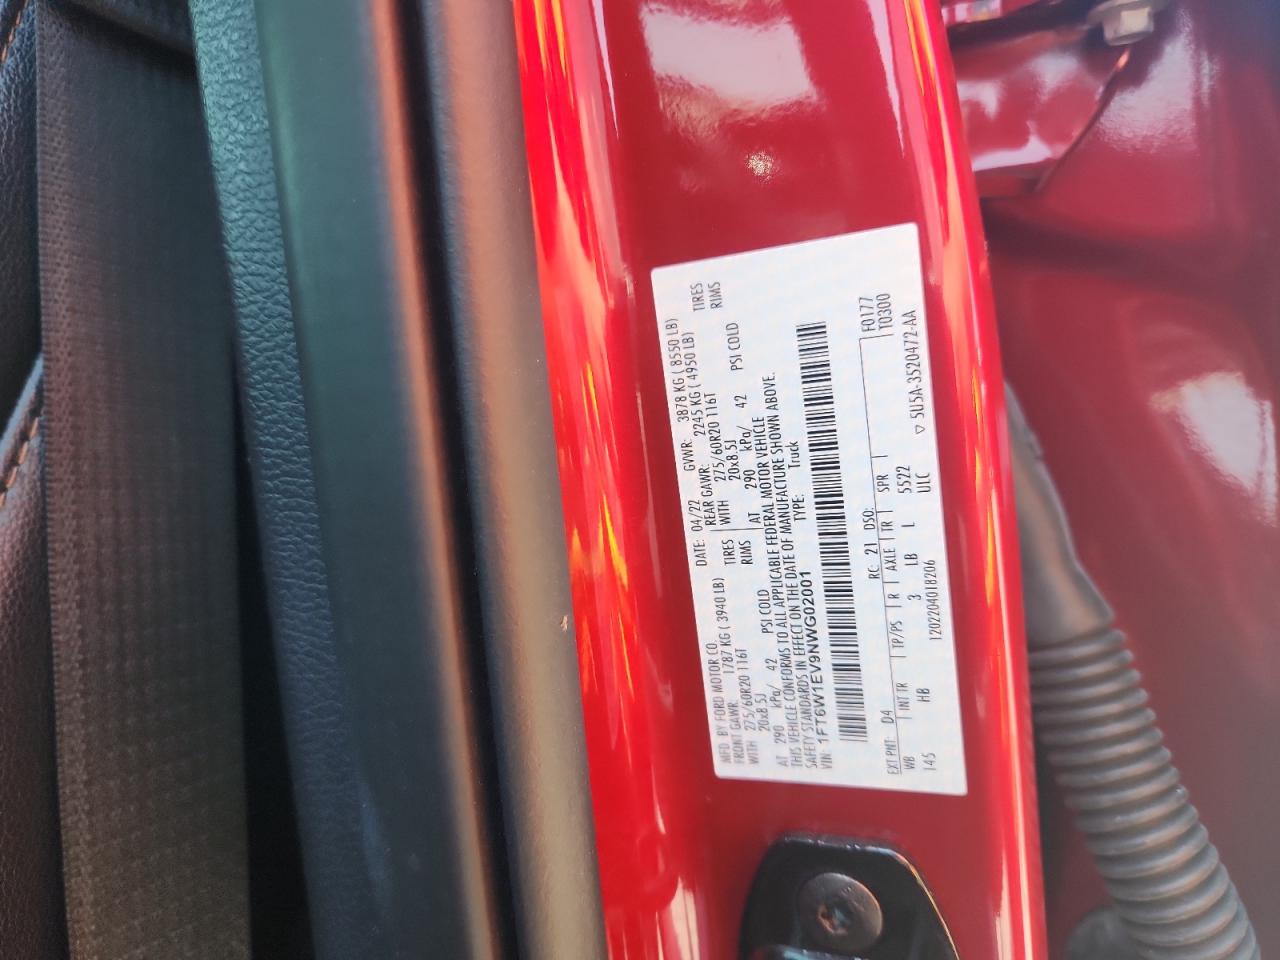 MFD. BY FORD MOTOR CO. DATE: 04/22 GVWR: 3878 KG ( 8550 LB)
FRONT GAWR: 1787 KG ( 3940 LB) REAR GAWR: 2245 KG ( 4950 LB)
WITH 275/60R20 116T TIRES WITH 275/60R20 116T TIRES
20x8.5J RIMS 20x8.5J RIMS
AT 290 kPa/ 42 PSI COLD AT 290 kPa/ 42 PSI COLD
THIS VEHICLE CONFORMS TO ALL APPLICABLE FEDERAL MOTOR VEHICLE
SAFETY STANDARDS IN EFFECT ON THE DATE OF MANUFACTURE SHOWN ABOVE.
VIN: 1FT6W1EV9NWG02001 TYPE: Truck
EXT PNT: D4 RC: 21 DSO: F0177
WB INT TR TP/PS R AXLE TR SPR T0300
145 HB 3 LB L 5522
1202204018206 ULC ▽ 5U5A-3520472-AA